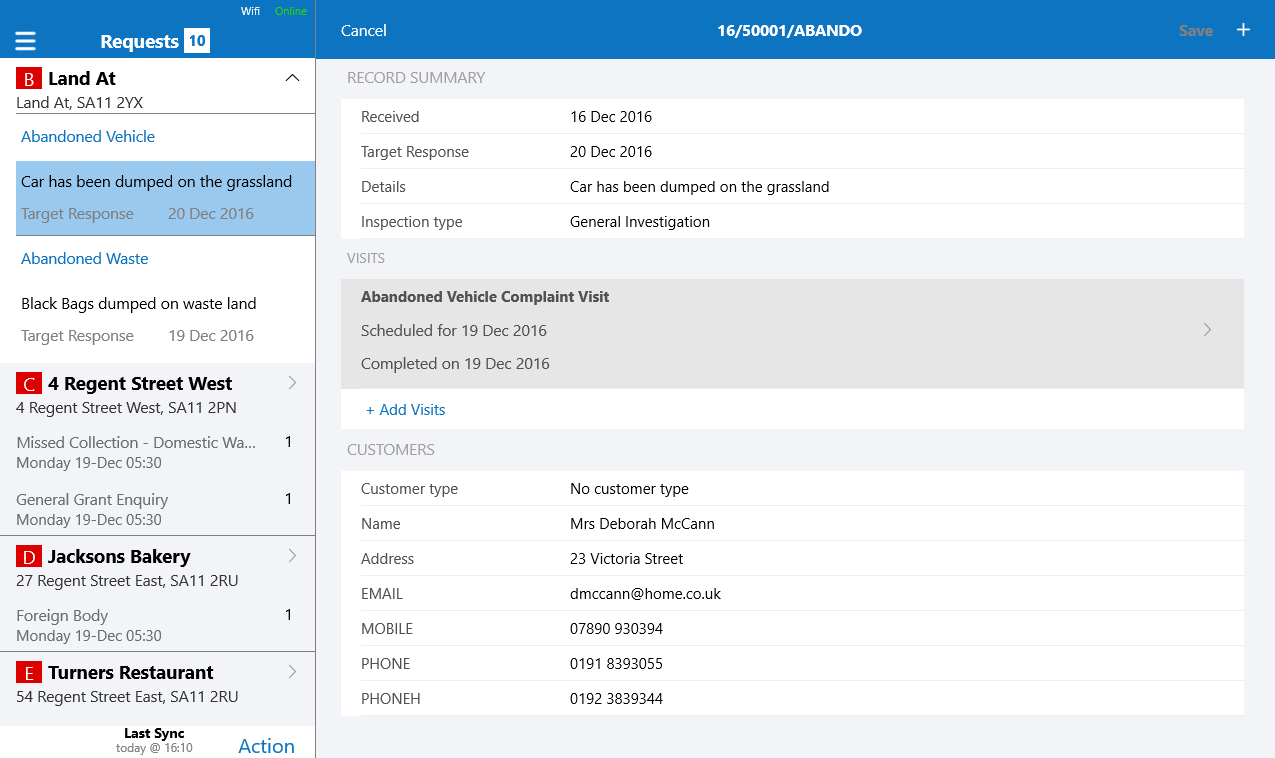 Wifi Online
Requests 10
B Land At
Land At, SA11 2YX
Abandoned Vehicle
Car has been dumped on the grassland
Target Response 20 Dec 2016
Abandoned Waste
Black Bags dumped on waste land
Target Response 19 Dec 2016
C 4 Regent Street West
4 Regent Street West, SA11 2PN
Missed Collection - Domestic Wa... 1
Monday 19-Dec 05:30
General Grant Enquiry 1
Monday 19-Dec 05:30
D Jacksons Bakery
27 Regent Street East, SA11 2RU
Foreign Body 1
Monday 19-Dec 05:30
E Turners Restaurant
54 Regent Street East, SA11 2RU
Last Sync
today @ 16:10
Action
Cancel 16/50001/ABANDO Save +
RECORD SUMMARY
Received 16 Dec 2016
Target Response 20 Dec 2016
Details Car has been dumped on the grassland
Inspection type General Investigation
VISITS
Abandoned Vehicle Complaint Visit
Scheduled for 19 Dec 2016
Completed on 19 Dec 2016
+ Add Visits
CUSTOMERS
Customer type No customer type
Name Mrs Deborah McCann
Address 23 Victoria Street
EMAIL dmccann@home.co.uk
MOBILE 07890 930394
PHONE 0191 8393055
PHONEH 0192 3839344